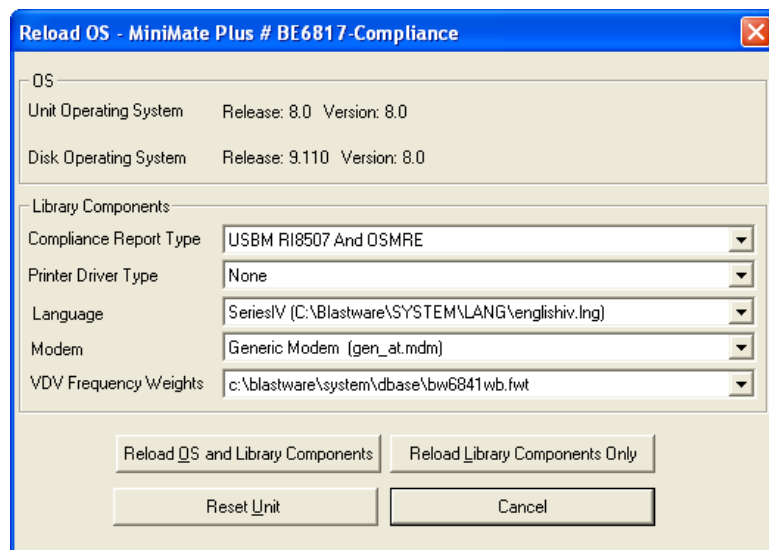 Reload OS - MiniMate Plus # BE6817-Compliance
OS
Unit Operating System Release: 8.0 Version: 8.0
Disk Operating System Release: 9.110 Version: 8.0
Library Components
Compliance Report Type USBM RI8507 And OSMRE
Printer Driver Type None
Language SeriesIV (C:\Blastware\SYSTEM\LANG\englishiv.lng)
Modem Generic Modem (gen_at.mdm)
VDV Frequency Weights c:\blastware\system\dbase\bw6841wb.fwt
Reload OS and Library Components Reload Library Components Only
Reset Unit Cancel